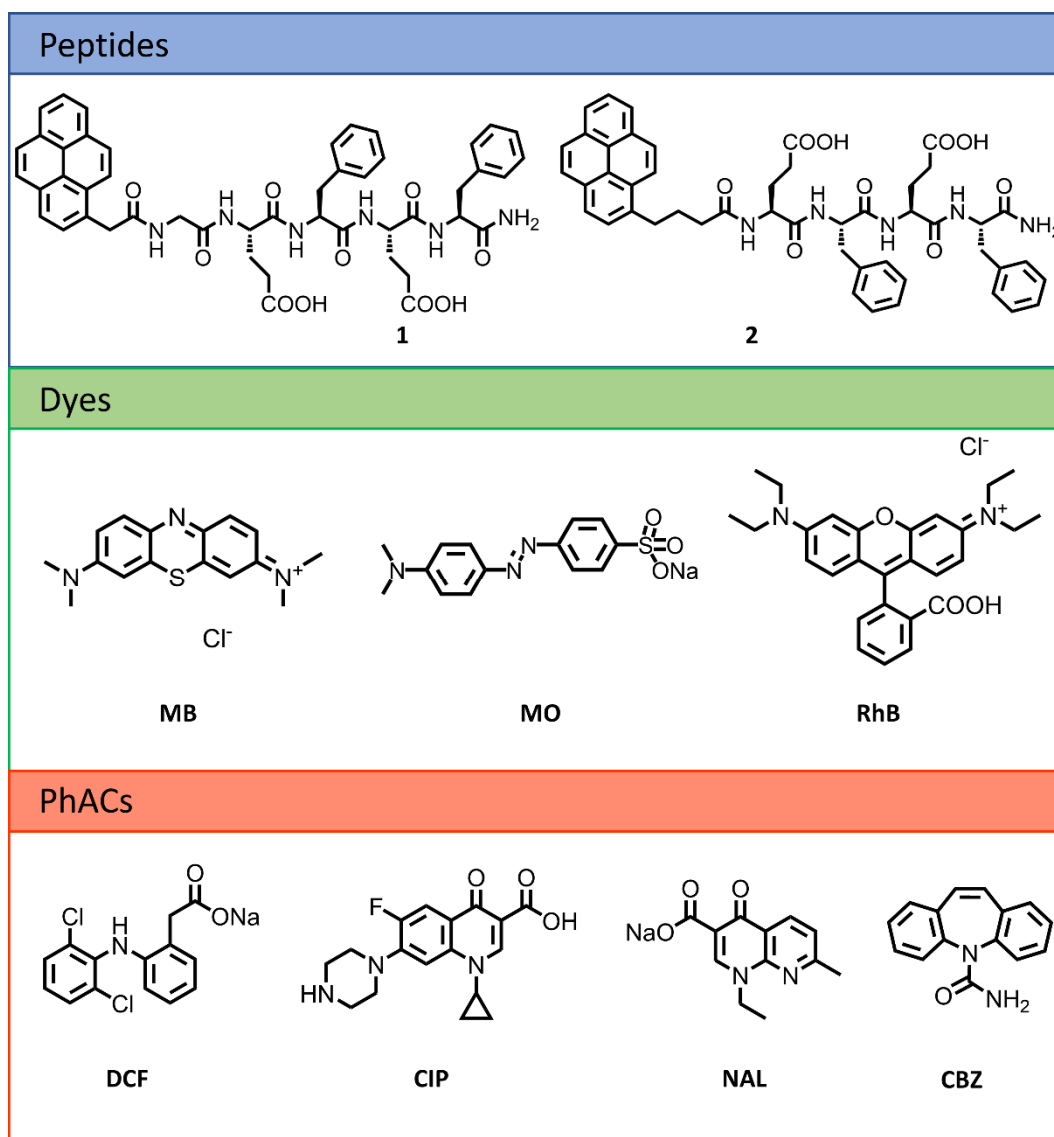 Peptides
O H N O H N O H N O NH2
N H O N H O N H O
COOH COOH
1
COOH COOH
O H N O H N O
N H O N H O NH2
2
Dyes
N
N S N+
Cl-
MB
N N N S O O ONa
MO
Cl-
N O N+
COOH
RhB
PhACs
Cl H N O ONa
Cl
DCF
O O
F OH
N N
HN
CIP
O O
NaO
N N
NAL
N
O NH2
CBZ